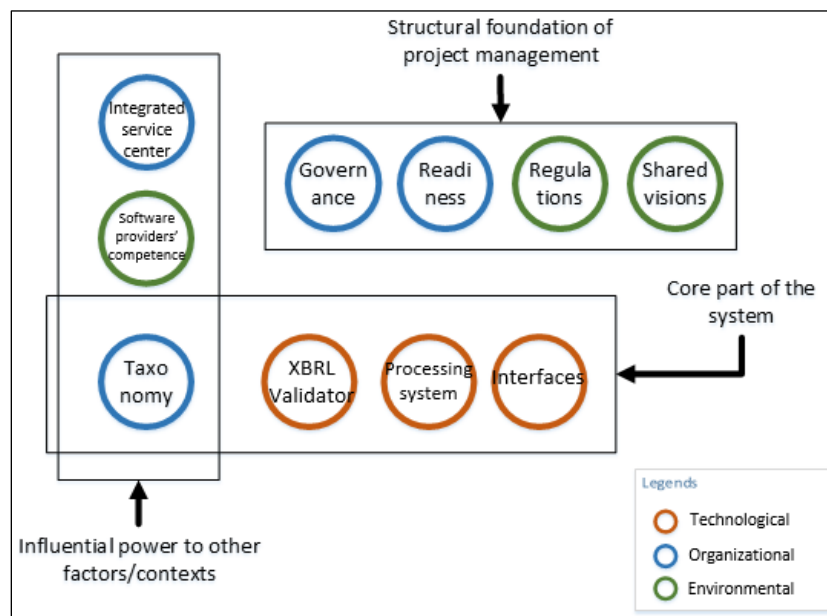 Structural foundation of
project management
Integrated
service
center
Govern
ance
Readi
ness
Regula
tions
Shared
visions
Software
providers'
competence
Core part of the
system
Taxo
nomy
XBRL
Validator
Processing
system
Interfaces
Influential power to other
factors/contexts
Legends
Technological
Organizational
Environmental